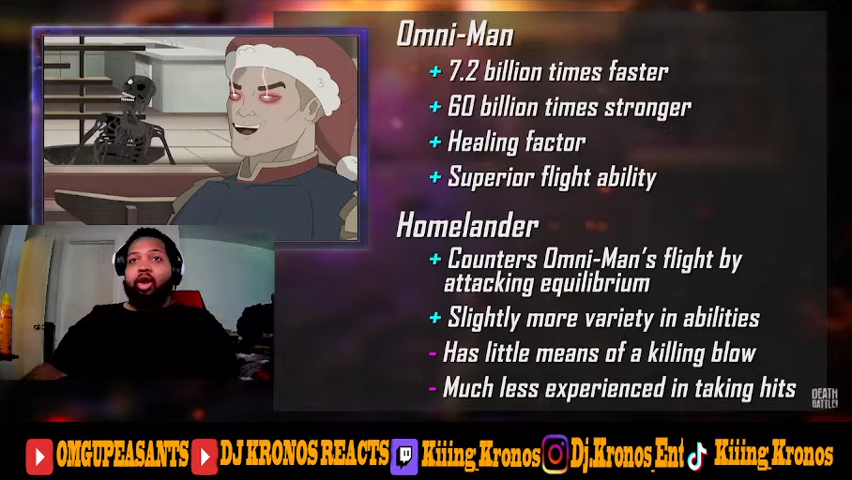 Omni-Man
+ 7.2 billion times faster
+ 60 billion times stronger
+ Healing factor
+ Superior flight ability
Homelander
+ Counters Omni-Man's flight by
attacking equilibrium
+ Slightly more variety in abilities
- Has little means of a killing blow
- Much less experienced in taking hits
DEATH
BATTLE!
OMGUPEASANTS DJ KRONOS REACTS Kiiing_Kronos Dj.Kronos_Ent Kiiing Kronos